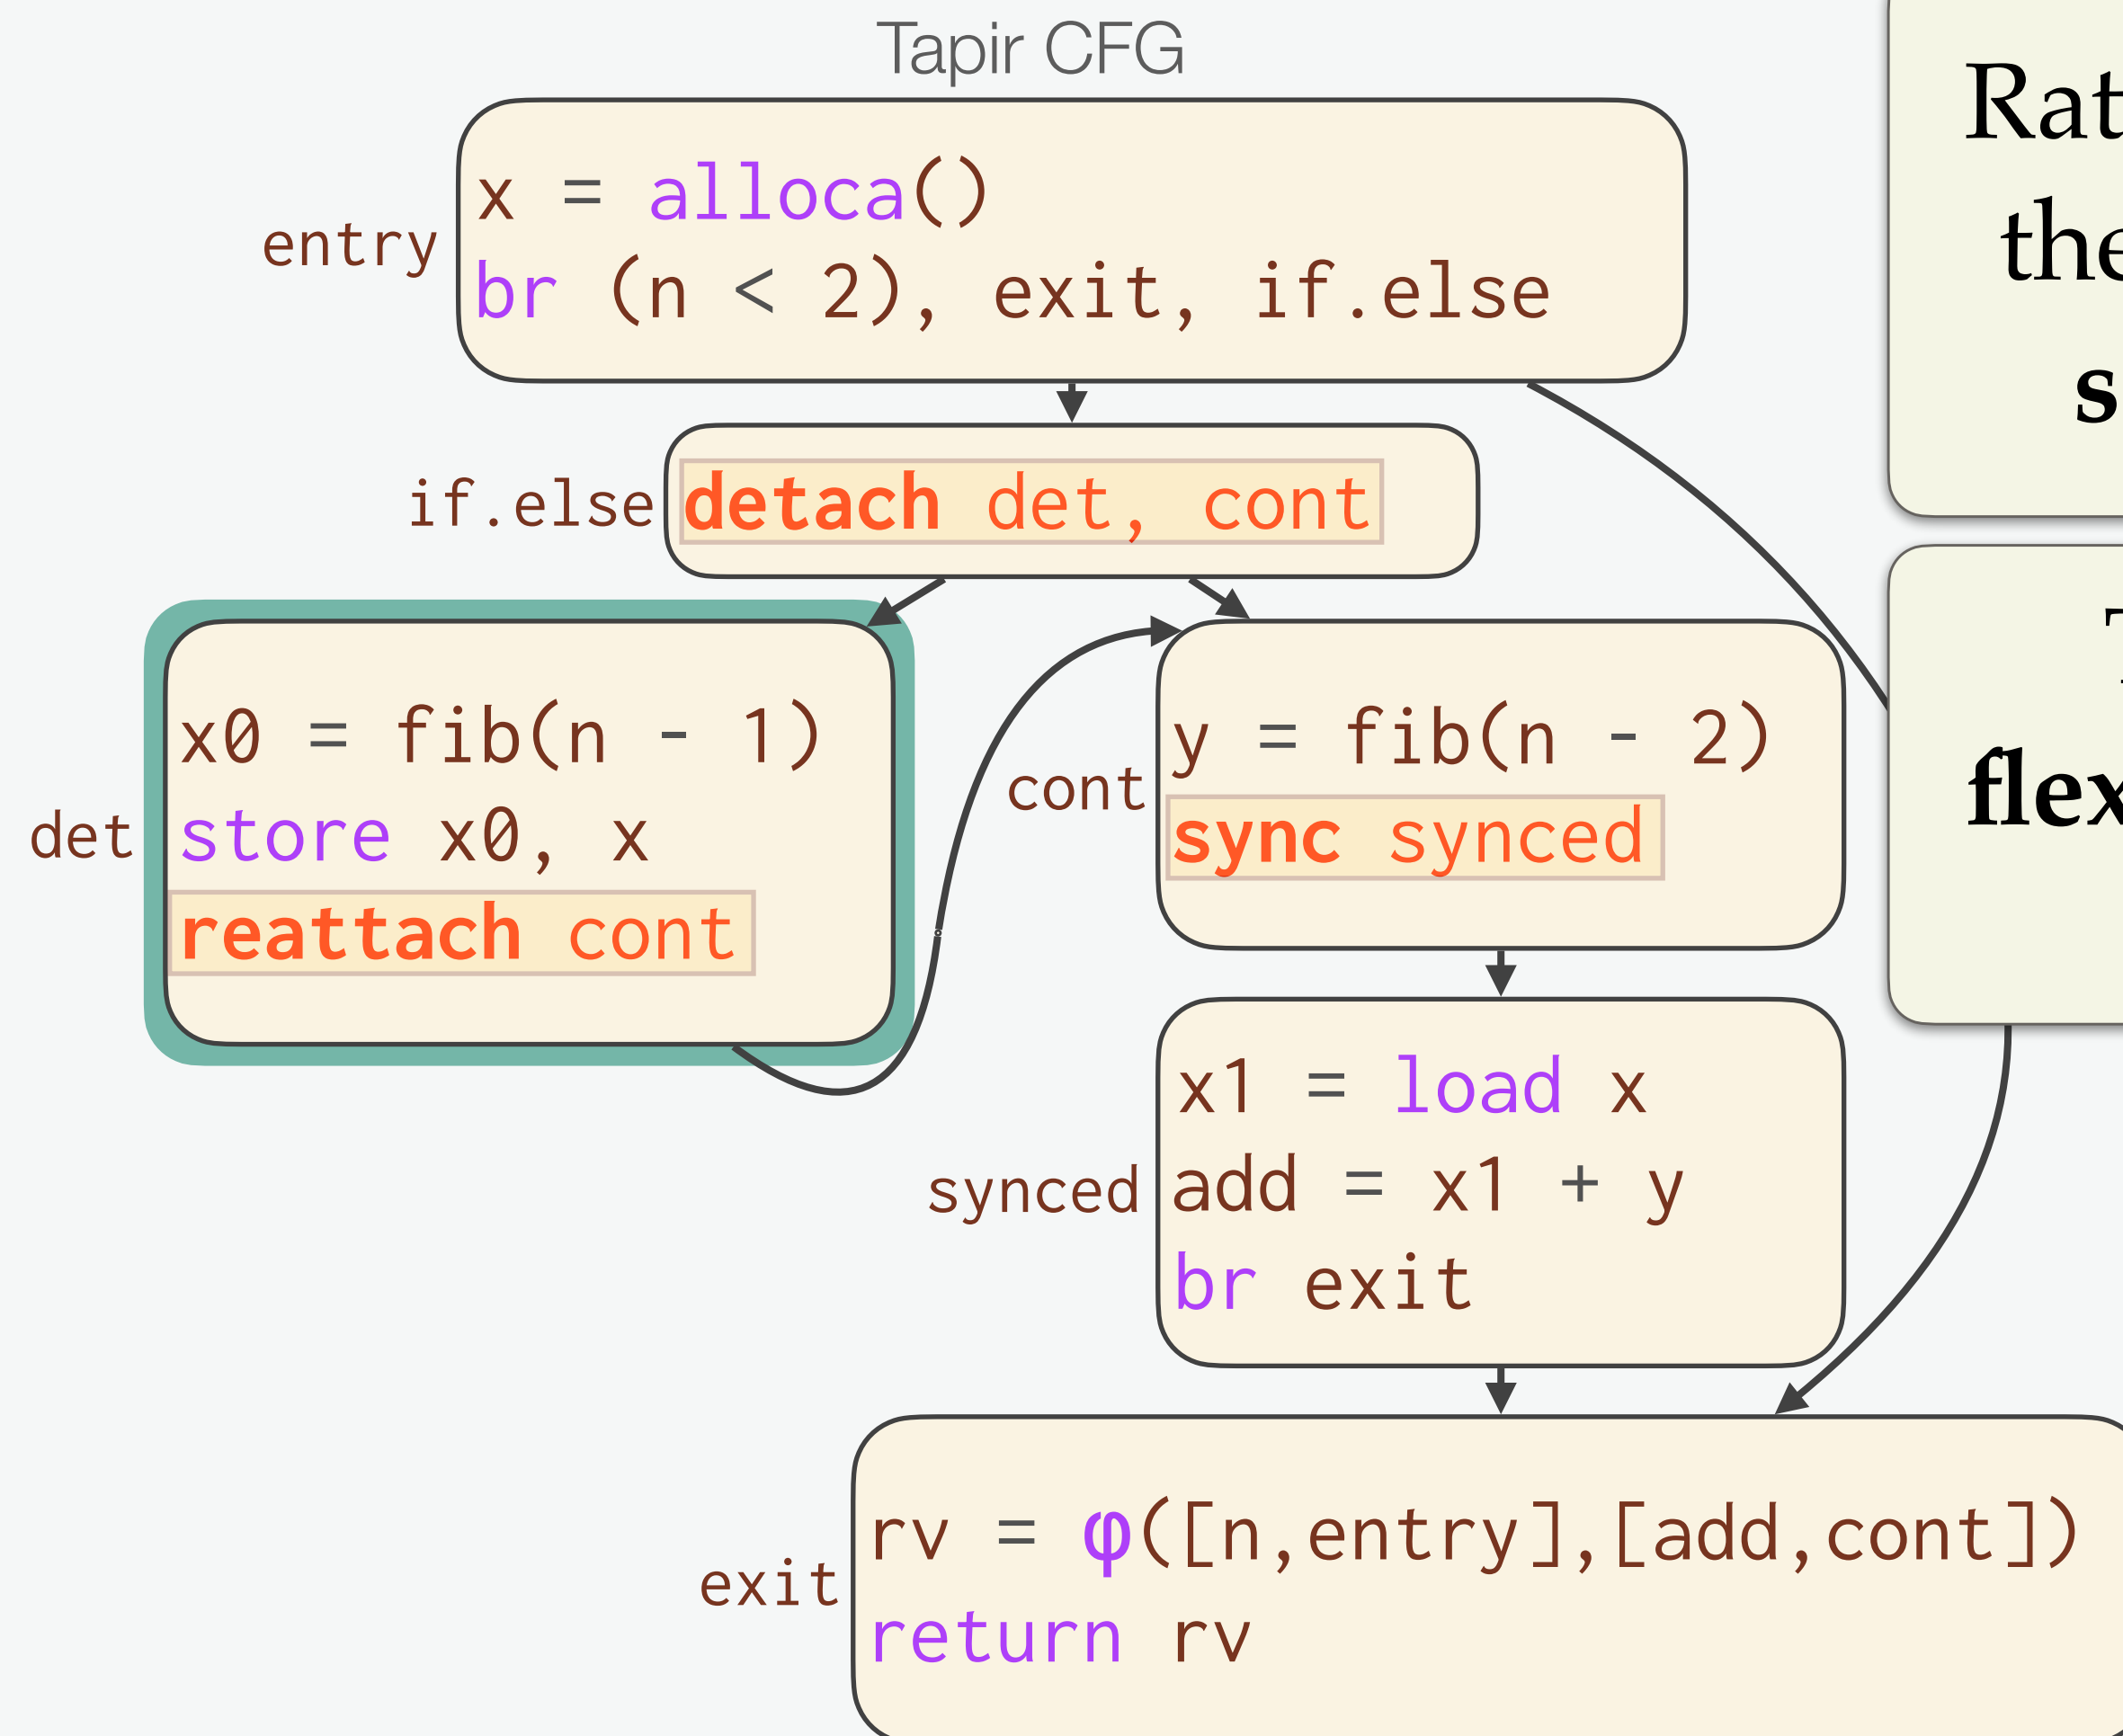 Tapir CFG
entry
x = alloca()
br (n < 2), exit, if.else
if.else
detach det, cont
det
x0 = fib(n - 1)
store x0, x
reattach cont
cont
y = fib(n - 2)
sync synced
synced
x1 = load x
add = x1 + y
br exit
exit
rv = φ([n,entry],[add,cont])
return rv
the